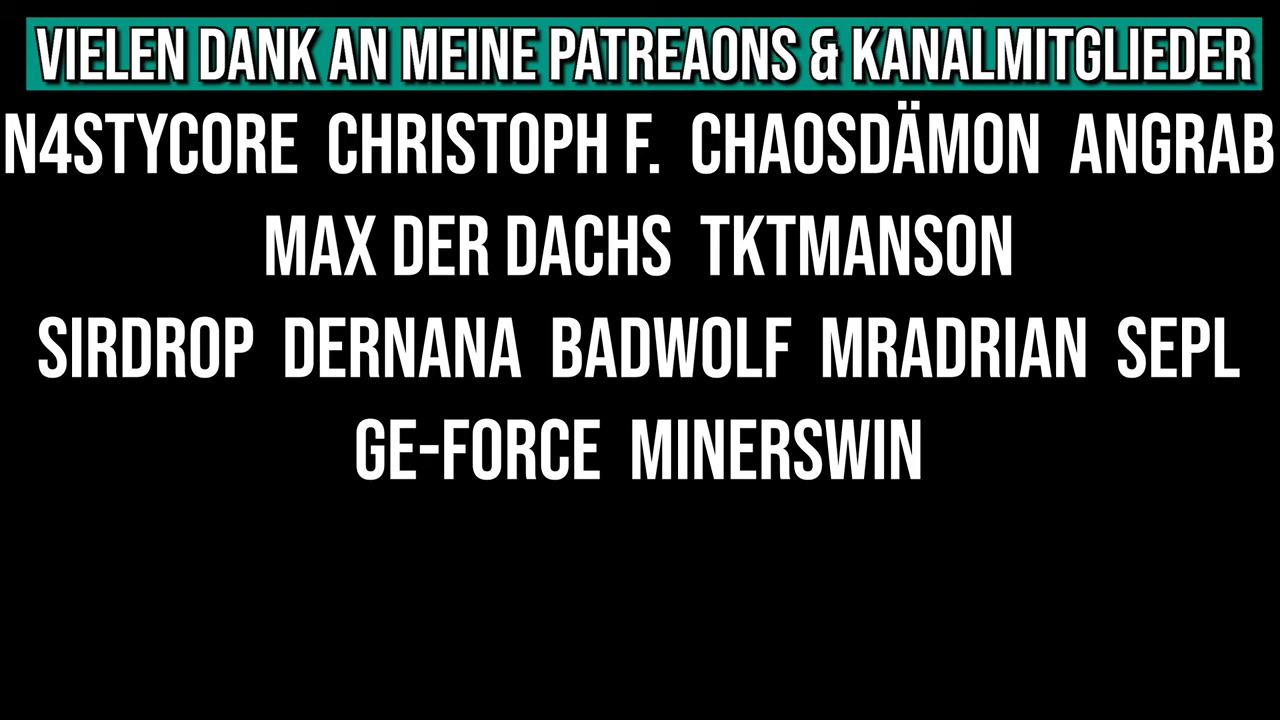 VIELEN DANK AN MEINE PATREAONS & KANALMITGLIEDER
N4STYCORE CHRISTOPH F. CHAOSDÄMON ANGRAB
MAX DER DACHS TKTMANSON
SIRDROP DERNANA BADWOLF MRADRIAN SEPL
GE-FORCE MINERSWIN